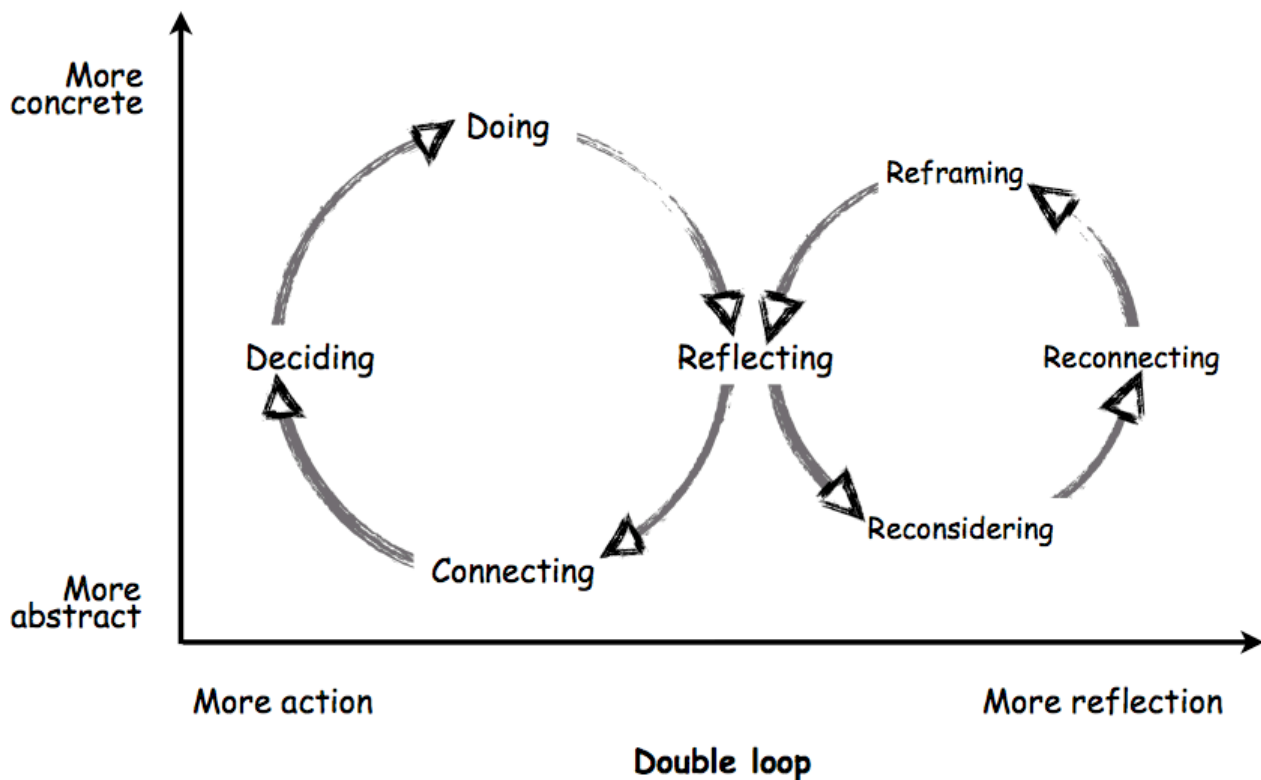 More
concrete
Doing
Reframing
Deciding
Reflecting
Reconnecting
Reconsidering
Connecting
More
abstract
More action
More reflection
Double loop